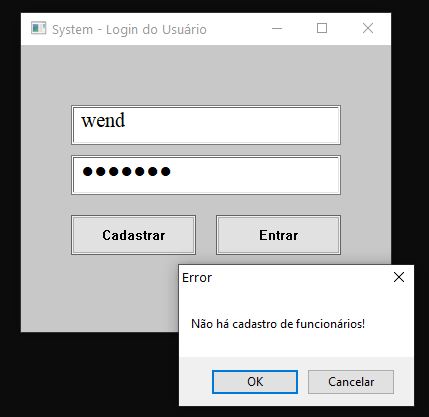 System - Login do Usuário
wend
●●●●●●●
Cadastrar Entrar
Error
Não há cadastro de funcionários!
OK Cancelar